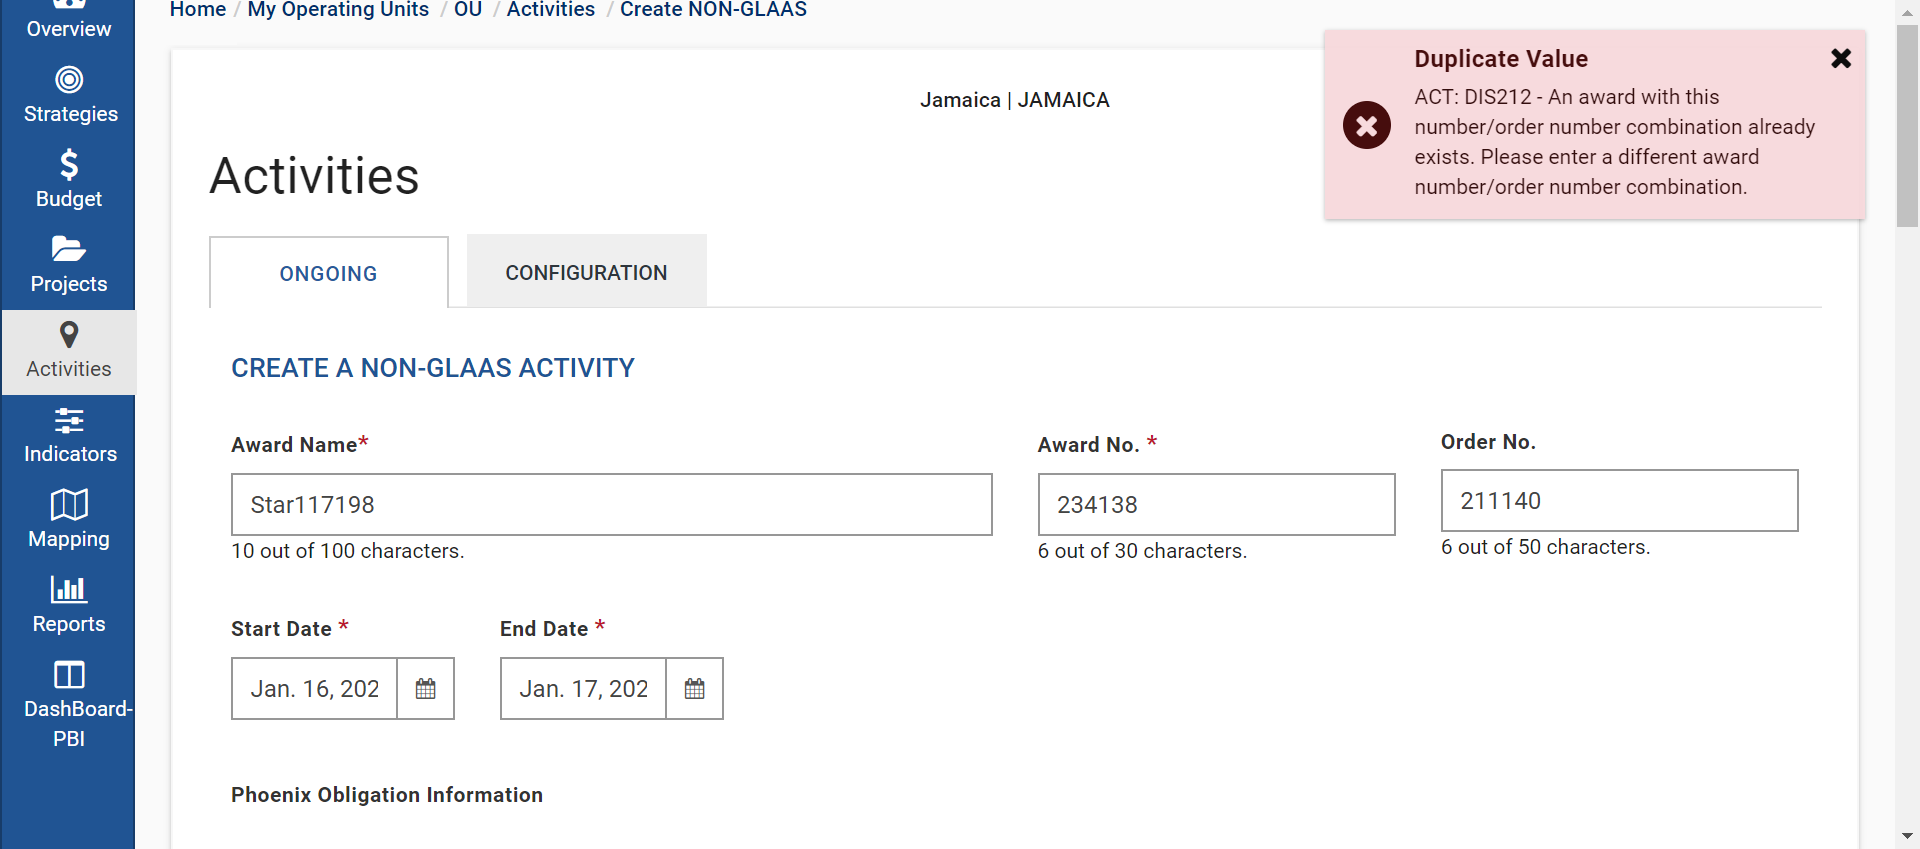 Home / My Operating Units / OU / Activities / Create NON-GLAAS
Overview
Strategies
Budget
Projects
Activities
Indicators
Mapping
Reports
DashBoard-
PBI
Duplicate Value
ACT: DIS212 - An award with this
number/order number combination already
exists. Please enter a different award
number/order number combination.
Jamaica | JAMAICA
Activities
ONGOING
CONFIGURATION
CREATE A NON-GLAAS ACTIVITY
Award Name*
Star117198
10 out of 100 characters.
Award No. *
234138
6 out of 30 characters.
Order No.
211140
6 out of 50 characters.
Start Date *
Jan. 16, 202
End Date *
Jan. 17, 202
Phoenix Obligation Information